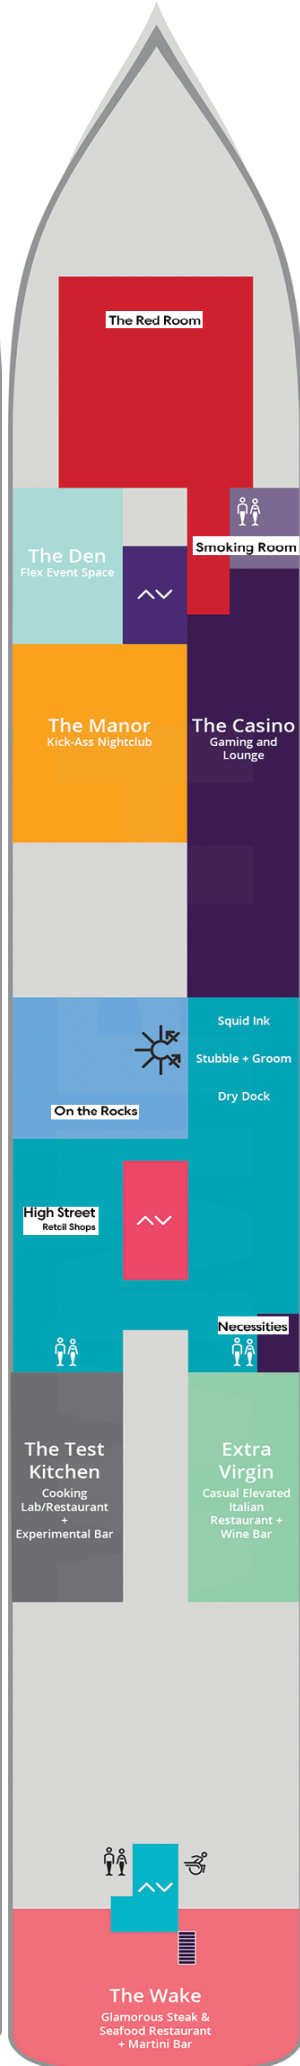 The Red Room
Smoking Room
The Den
Flex Event Space
The Manor
Kick-Ass Nightclub
The Casino
Gaming and
Lounge
Squid Ink
Stubble + Groom
Dry Dock
On the Rocks
High Street
Retcil Shops
Necessities
The Test
Kitchen
Cooking
Lab/Restaurant
+
Experimental Bar
Extra
Virgin
Casual Elevated
Italian
Restaurant +
Wine Bar
The Wake
Glamorous Steak &
Seafood Restaurant
+ Martini Bar